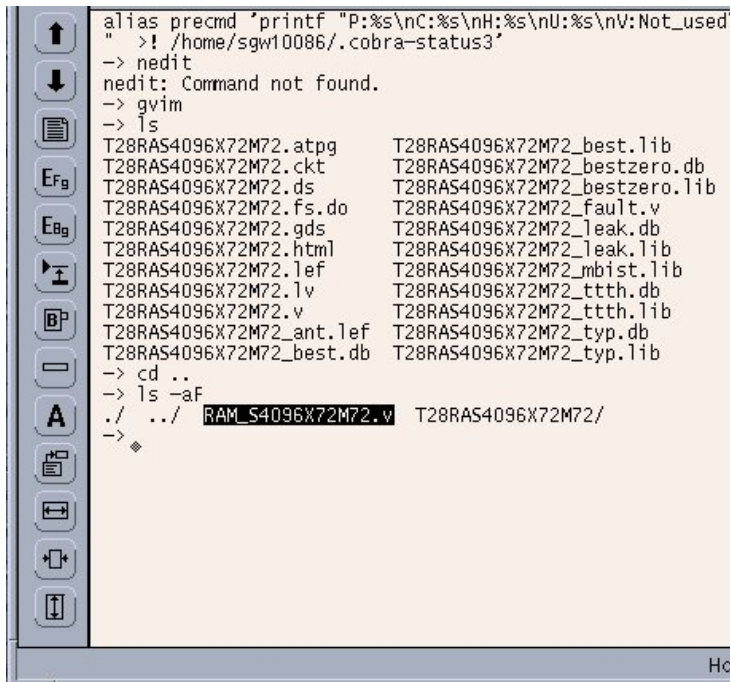 alias precmd 'printf "P:%s\nC:%s\nH:%s\nU:%s\nV:Not_used\
" >! /home/sgw10086/.cobra-status3'
-> nedit
nedit: Command not found.
-> gvim
-> ls
T28RAS4096X72M72.atpg T28RAS4096X72M72_best.lib
T28RAS4096X72M72.ckt T28RAS4096X72M72_bestzero.db
T28RAS4096X72M72.ds T28RAS4096X72M72_bestzero.lib
T28RAS4096X72M72.fs.do T28RAS4096X72M72_fault.v
T28RAS4096X72M72.gds T28RAS4096X72M72_leak.db
T28RAS4096X72M72.html T28RAS4096X72M72_leak.lib
T28RAS4096X72M72.lef T28RAS4096X72M72_mbist.lib
T28RAS4096X72M72.lv T28RAS4096X72M72_ttth.db
T28RAS4096X72M72.v T28RAS4096X72M72_ttth.lib
T28RAS4096X72M72_ant.lef T28RAS4096X72M72_typ.db
T28RAS4096X72M72_best.db T28RAS4096X72M72_typ.lib
-> cd ..
-> ls -aF
./ ../ RAM_S4096X72M72.v T28RAS4096X72M72/
->
EFg
EBg
B
A
Ho